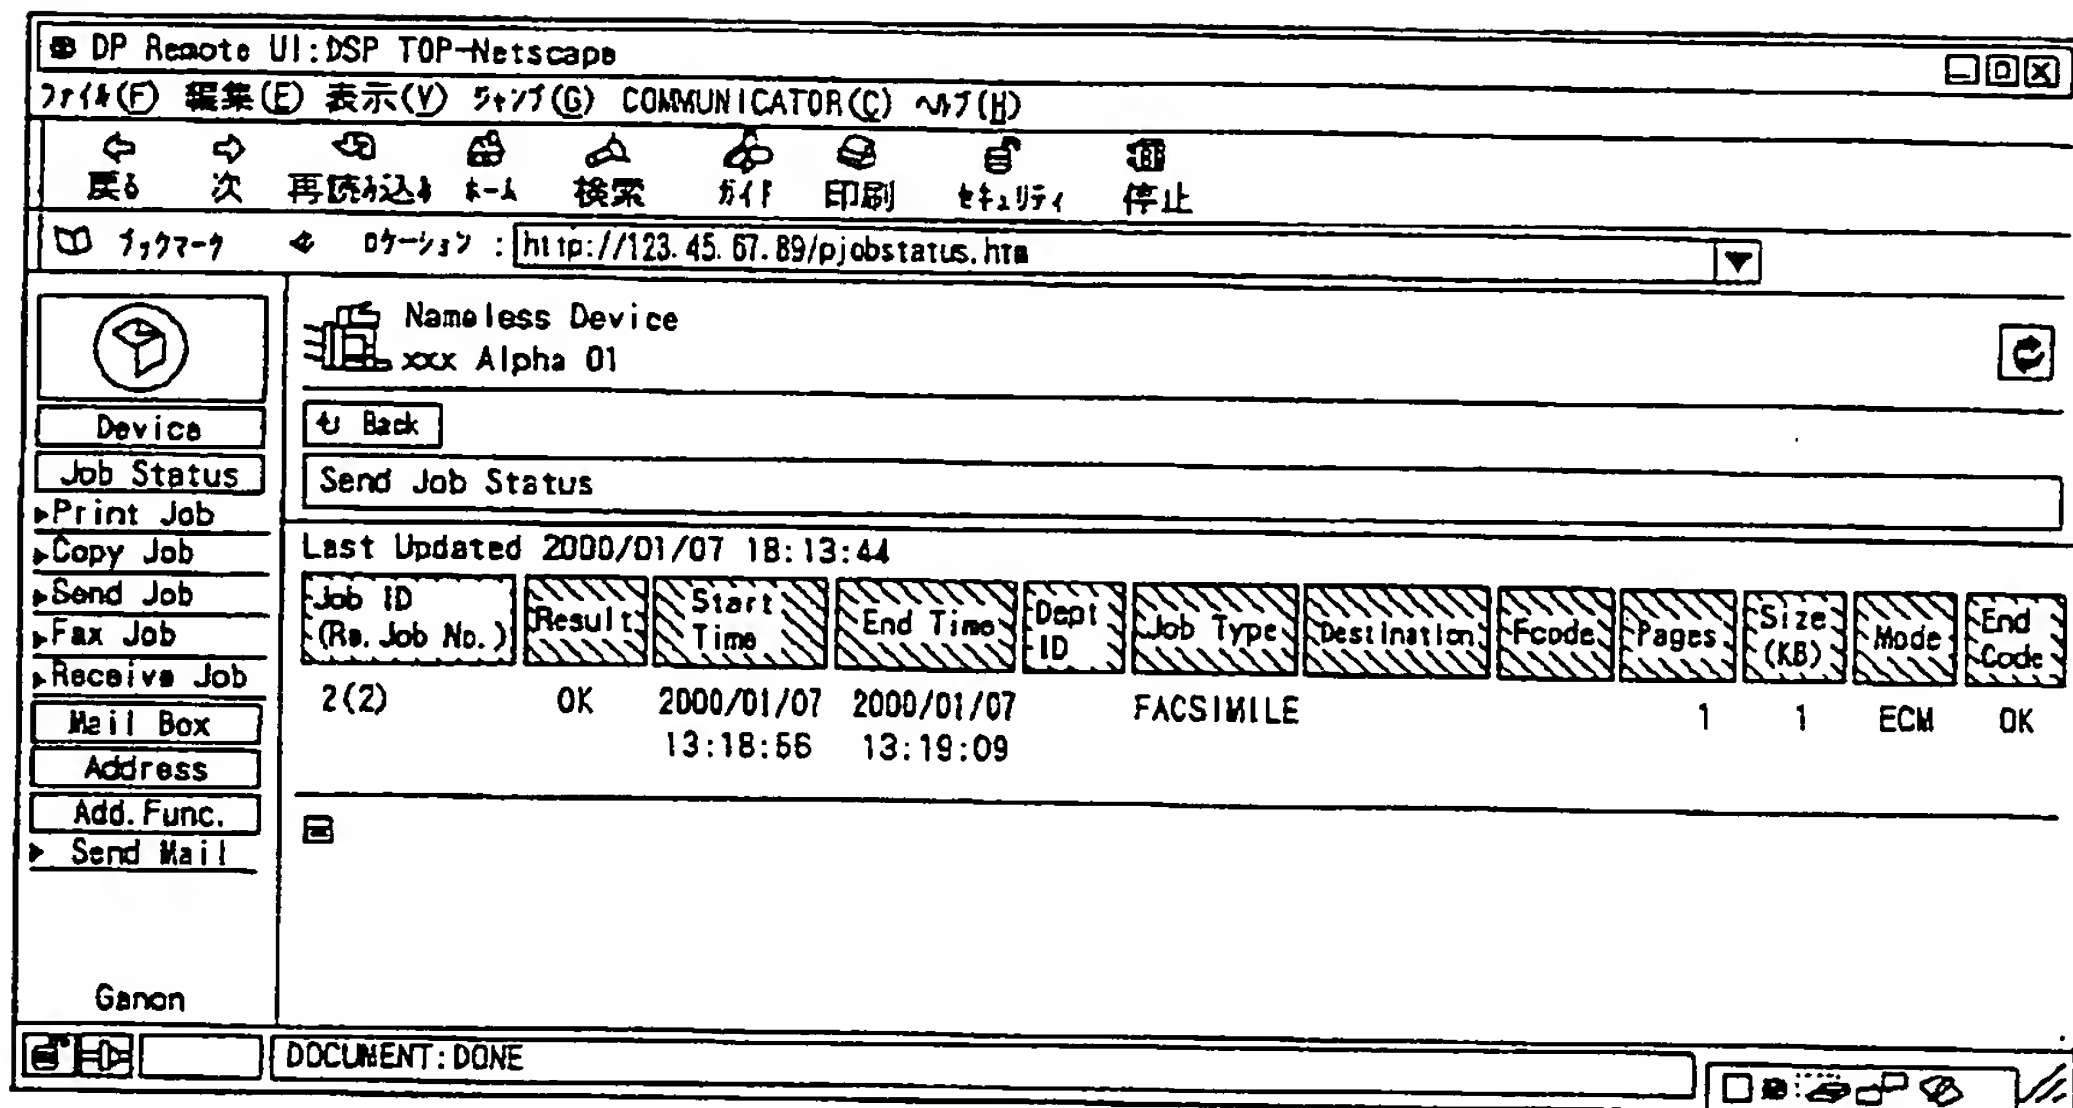 DP Remote UI:DSP TOP-Netscape
ファイル(F) 編集(E) 表示(V) ジャンプ(G) COMMUNICATOR(C) ヘルプ(H)
戻る 次 再読み込み ホーム 検索 ガイド 印刷 セキュリティ 停止
ブックマーク ロケーション : http://123.45.67.89/pjobstatus.htm
Nameless Device
xxx Alpha 01
Device
Job Status
Print Job
Copy Job
Send Job
Fax Job
Receive Job
Mail Box
Address
Add.Func.
Send Mail
Ganon
Back
Send Job Status
Last Updated 2000/01/07 18:13:44
Job ID (Rs. Job No.) Result Start Time End Time Dept ID Job Type Destination Fcode Pages Size (KB) Mode End Code
2(2) OK 2000/01/07 2000/01/07 FACSIMILE 1 1 ECM OK
13:18:56 13:19:09
DOCUMENT:DONE